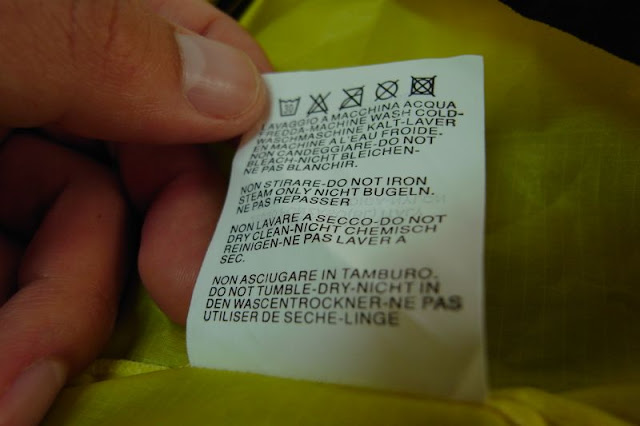 LAVAGGIO A MACCHINA ACQUA
FREDDA-MACHINE WASH COLD-
WASCHMASCHINE KALT-LAVER
EN MACHINE A L'EAU FROIDE.
NON CANDEGGIARE-DO NOT
BLEACH-NICHT BLEICHEN-
NE PAS BLANCHIR.
NON STIRARE-DO NOT IRON
STEAM ONLY NICHT BUGELN.
NE PAS REPASSER
NON LAVARE A SECCO-DO NOT
DRY CLEAN-NICHT CHEMISCH
REINIGEN-NE PAS LAVER A
SEC.
NON ASCIUGARE IN TAMBURO.
DO NOT TUMBLE-DRY-NICHT IN
DEN WASCENTROCKNER-NE PAS
UTILISER DE SECHE-LINGE